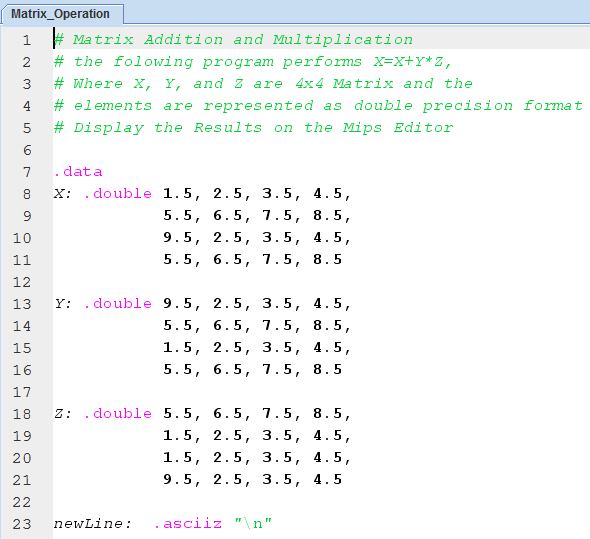 Matrix_Operation
1 # Matrix Addition and Multiplication
2 # the folowing program performs X=X+Y*Z,
3 # Where X, Y, and Z are 4x4 Matrix and the
4 # elements are represented as double precision format
5 # Display the Results on the Mips Editor
6
7 .data
8 X: .double 1.5, 2.5, 3.5, 4.5,
9 5.5, 6.5, 7.5, 8.5,
10 9.5, 2.5, 3.5, 4.5,
11 5.5, 6.5, 7.5, 8.5
12
13 Y: .double 9.5, 2.5, 3.5, 4.5,
14 5.5, 6.5, 7.5, 8.5,
15 1.5, 2.5, 3.5, 4.5,
16 5.5, 6.5, 7.5, 8.5
17
18 Z: .double 5.5, 6.5, 7.5, 8.5,
19 1.5, 2.5, 3.5, 4.5,
20 1.5, 2.5, 3.5, 4.5,
21 9.5, 2.5, 3.5, 4.5
22
23 newLine: .asciiz "\n"